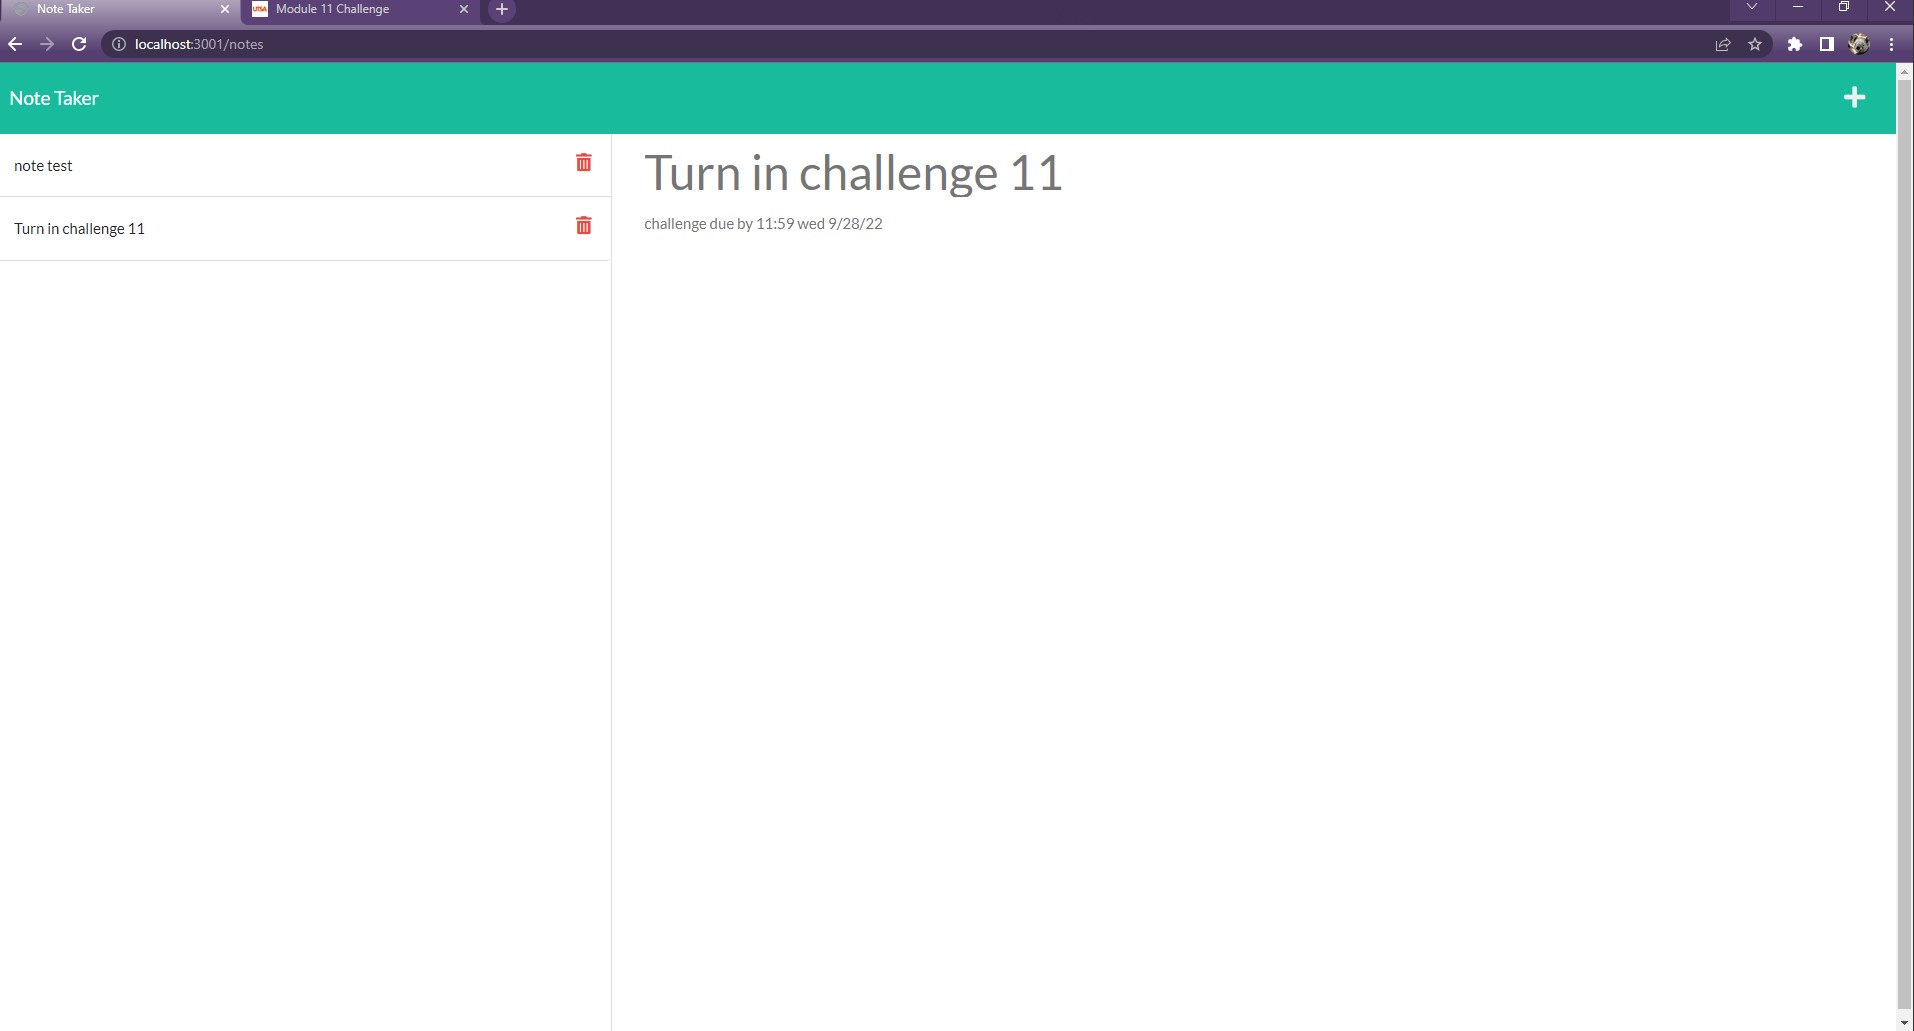 Note Taker
UTSA Module 11 Challenge
localhost:3001/notes
Note Taker
note test
Turn in challenge 11
Turn in challenge 11
challenge due by 11:59 wed 9/28/22